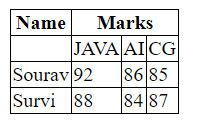 Name Marks
JAVA AI CG
Sourav 92 86 85
Survi 88 84 87